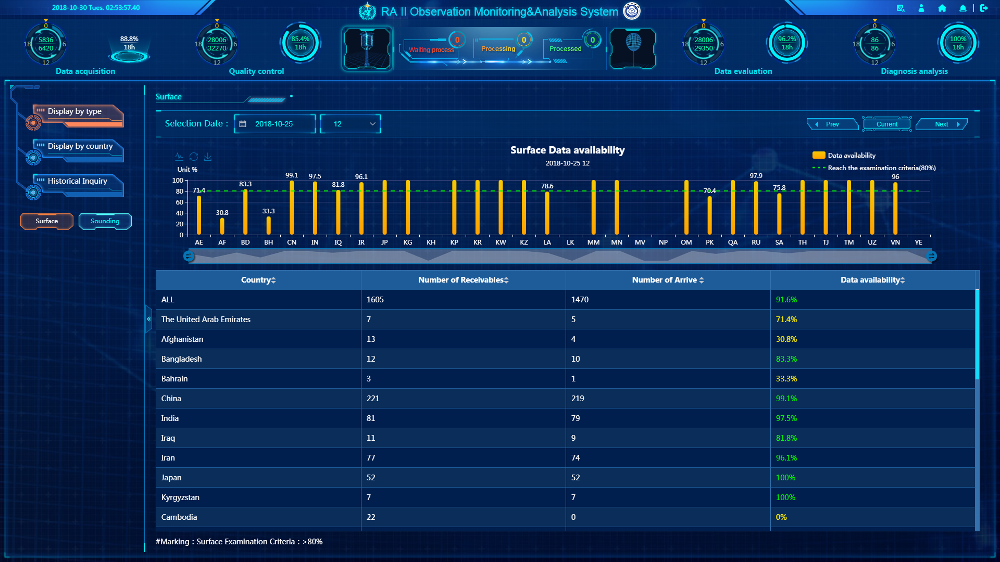 2018-10-30 Tues. 02:53:57.40
RA II Observation Monitoring&Analysis System
0
5836
6420
18
6
12
88.8%
18h
Data acquisition
0
28006
32270
18
6
12
85.4%
18h
Quality control
Waiting process
0
Processing
0
Processed
0
0
28006
29350
18
6
12
96.2%
18h
Data evaluation
0
86
86
18
6
12
100%
18h
Diagnosis analysis
Display by type
Display by country
Historical Inquiry
Surface
Sounding
Surface
Selection Date :
2018-10-25
12
Prev
Current
Next
Surface Data availability
2018-10-25 12
Data availability
Reach the examination criteria(80%)
Unit %
100
80
60
40
20
0
71.4
30.8
83.3
33.3
99.1
97.5
81.8
96.1
78.6
70.4
97.9
75.8
96
AE AF BD BH CN IN IQ IR JP KG KH KP KR KW KZ LA LK MM MN MV NP OM PK QA RU SA TH TJ TM UZ VN YE
Country Number of Receivables Number of Arrive Data availability
ALL 1605 1470 91.6%
The United Arab Emirates 7 5 71.4%
Afghanistan 13 4 30.8%
Bangladesh 12 10 83.3%
Bahrain 3 1 33.3%
China 221 219 99.1%
India 81 79 97.5%
Iraq 11 9 81.8%
Iran 77 74 96.1%
Japan 52 52 100%
Kyrgyzstan 7 7 100%
Cambodia 22 0 0%
#Marking : Surface Examination Criteria : >80%